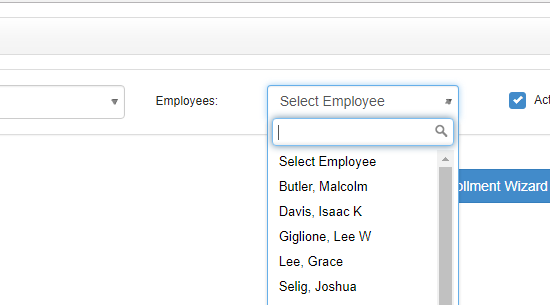 Employees:
Select Employee
Act
Select Employee
Butler, Malcolm
ollment Wizard
Davis, Isaac K
Giglione, Lee W
Lee, Grace
Selig, Joshua